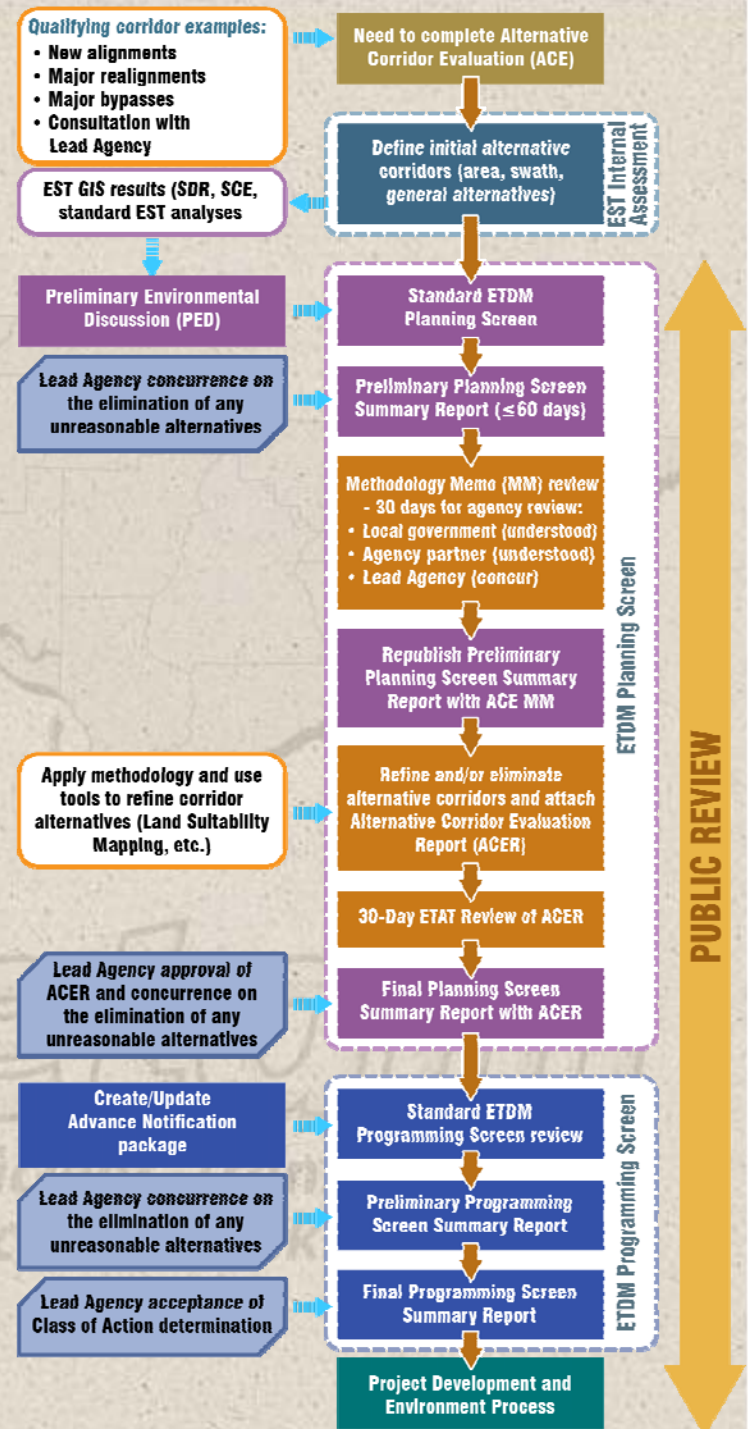 Qualifying corridor examples:
• New alignments
• Major realignments
• Major bypasses
• Consultation with
Lead Agency
Need to complete Alternative
Corridor Evaluation (ACE)
Define initial alternative
corridors (area, swath,
general alternatives)
EST Internal
Assessment
EST GIS results (SDR, SCE,
standard EST analyses
Preliminary Environmental
Discussion (PED)
Standard ETDM
Planning Screen
Lead Agency concurrence on
the elimination of any
unreasonable alternatives
Preliminary Planning Screen
Summary Report (≤60 days)
Methodology Memo (MM) review
- 30 days for agency review:
• Local government (understood)
• Agency partner (understood)
• Lead Agency (concur)
Republish Preliminary
Planning Screen Summary
Report with ACE MM
ETDM Planning Screen
Apply methodology and use
tools to refine corridor
alternatives (Land Suitability
Mapping, etc.)
Refine and/or eliminate
alternative corridors and attach
Alternative Corridor Evaluation
Report (ACER)
30-Day ETAT Review of ACER
Lead Agency approval of
ACER and concurrence on
the elimination of any
unreasonable alternatives
Final Planning Screen
Summary Report with ACER
PUBLIC REVIEW
Create/Update
Advance Notification
package
Standard ETDM
Programming Screen review
Lead Agency concurrence on
the elimination of any
unreasonable alternatives
Preliminary Programming
Screen Summary Report
Lead Agency acceptance of
Class of Action determination
Final Programming Screen
Summary Report
ETDM Programming Screen
Project Development and
Environment Process